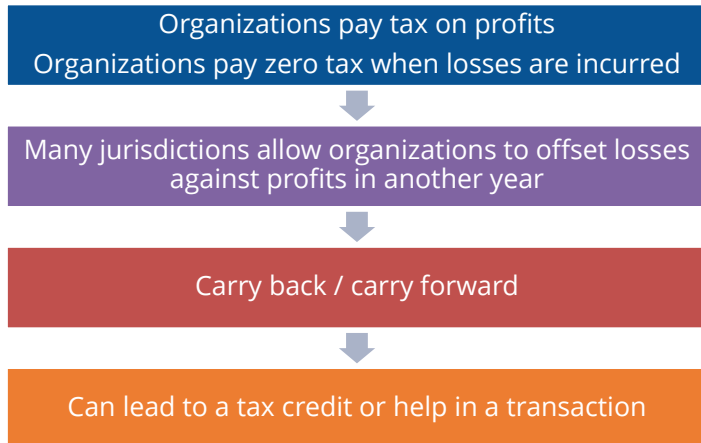 Organizations pay tax on profits
Organizations pay zero tax when losses are incurred
Many jurisdictions allow organizations to offset losses
against profits in another year
Carry back / carry forward
Can lead to a tax credit or help in a transaction